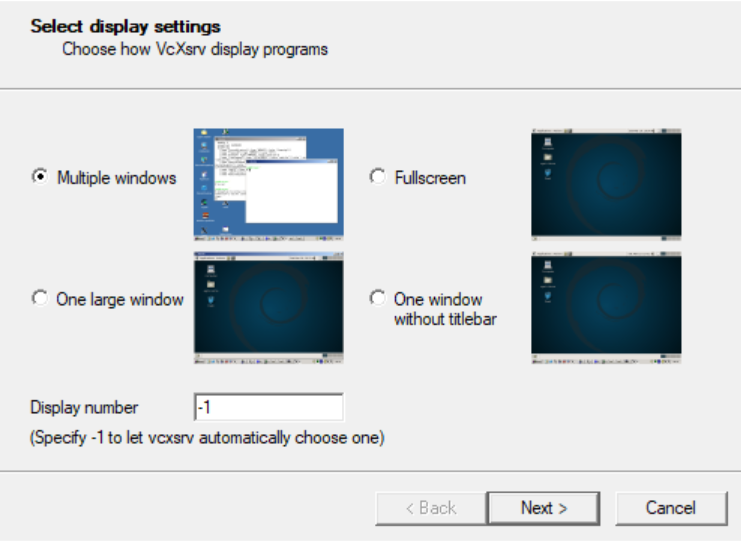 Select display settings
Choose how VcXsrv display programs
Multiple windows
Fullscreen
One large window
One window
without titlebar
Display number
-1
(Specify -1 to let vcxsrv automatically choose one)
< Back
Next >
Cancel